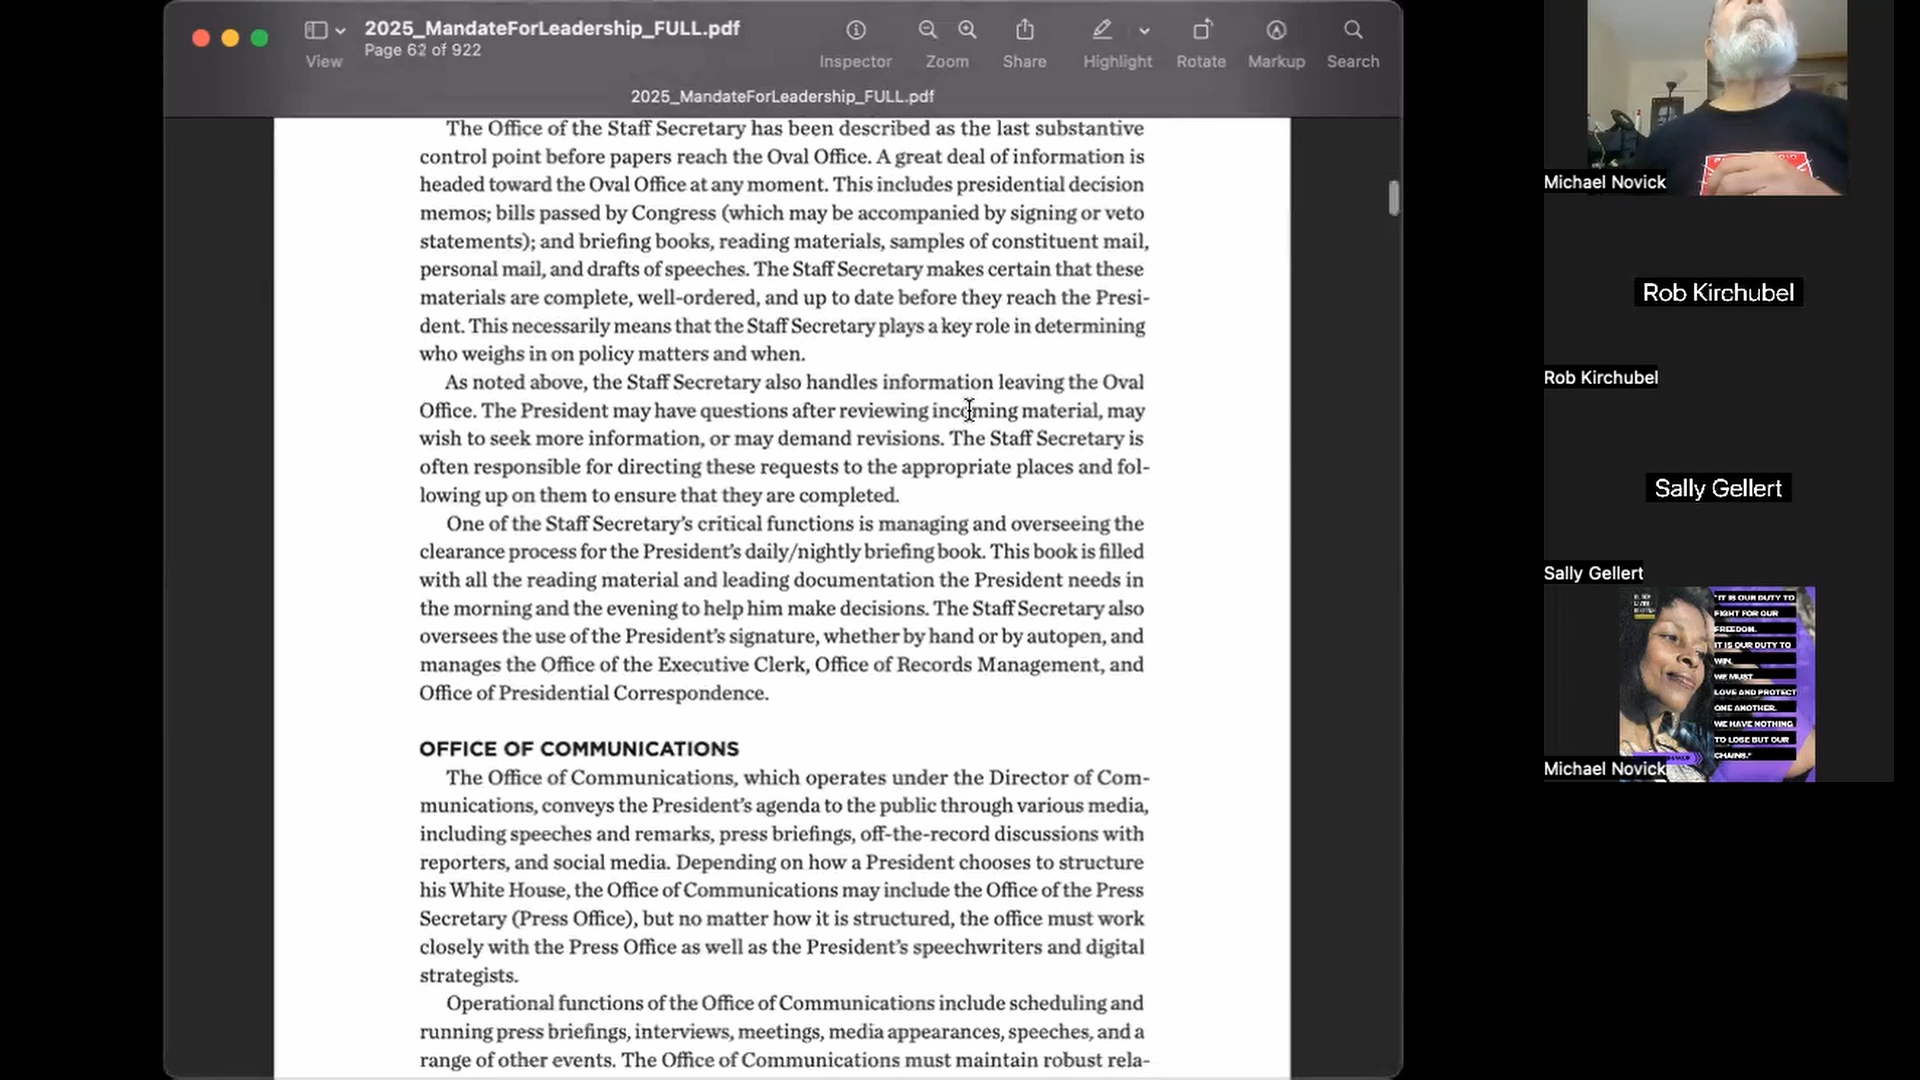 2025_MandateForLeadership_FULL.pdf
Page 62 of 922
View
Inspector
Zoom
Share
Highlight
Rotate
Markup
Search
2025_MandateForLeadership_FULL.pdf
The Office of the Staff Secretary has been described as the last substantive
control point before papers reach the Oval Office. A great deal of information is
headed toward the Oval Office at any moment. This includes presidential decision
memos; bills passed by Congress (which may be accompanied by signing or veto
statements); and briefing books, reading materials, samples of constituent mail,
personal mail, and drafts of speeches. The Staff Secretary makes certain that these
materials are complete, well-ordered, and up to date before they reach the Presi-
dent. This necessarily means that the Staff Secretary plays a key role in determining
who weighs in on policy matters and when.
As noted above, the Staff Secretary also handles information leaving the Oval
Office. The President may have questions after reviewing incoming material, may
wish to seek more information, or may demand revisions. The Staff Secretary is
often responsible for directing these requests to the appropriate places and fol-
lowing up on them to ensure that they are completed.
One of the Staff Secretary's critical functions is managing and overseeing the
clearance process for the President's daily/nightly briefing book. This book is filled
with all the reading material and leading documentation the President needs in
the morning and the evening to help him make decisions. The Staff Secretary also
oversees the use of the President's signature, whether by hand or by autopen, and
manages the Office of the Executive Clerk, Office of Records Management, and
Office of Presidential Correspondence.
OFFICE OF COMMUNICATIONS
The Office of Communications, which operates under the Director of Com-
munications, conveys the President's agenda to the public through various media,
including speeches and remarks, press briefings, off-the-record discussions with
reporters, and social media. Depending on how a President chooses to structure
his White House, the Office of Communications may include the Office of the Press
Secretary (Press Office), but no matter how it is structured, the office must work
closely with the Press Office as well as the President's speechwriters and digital
strategists.
Operational functions of the Office of Communications include scheduling and
running press briefings, interviews, meetings, media appearances, speeches, and a
range of other events. The Office of Communications must maintain robust rela-
Michael Novick
Rob Kirchubel
Rob Kirchubel
Sally Gellert
Sally Gellert
"IT IS OUR DUTY TO
FIGHT FOR OUR
FREEDOM.
IT IS OUR DUTY TO
WIN.
WE MUST
LOVE AND PROTECT
ONE ANOTHER.
WE HAVE NOTHING
TO LOSE BUT OUR
CHAINS."
Michael Novick